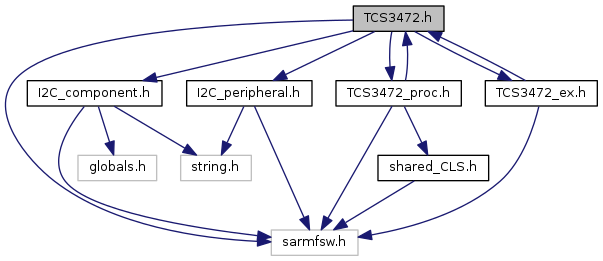 TCS3472.h
I2C_component.h
I2C_peripheral.h
TCS3472_proc.h
TCS3472_ex.h
globals.h
string.h
shared_CLS.h
sarmfsw.h